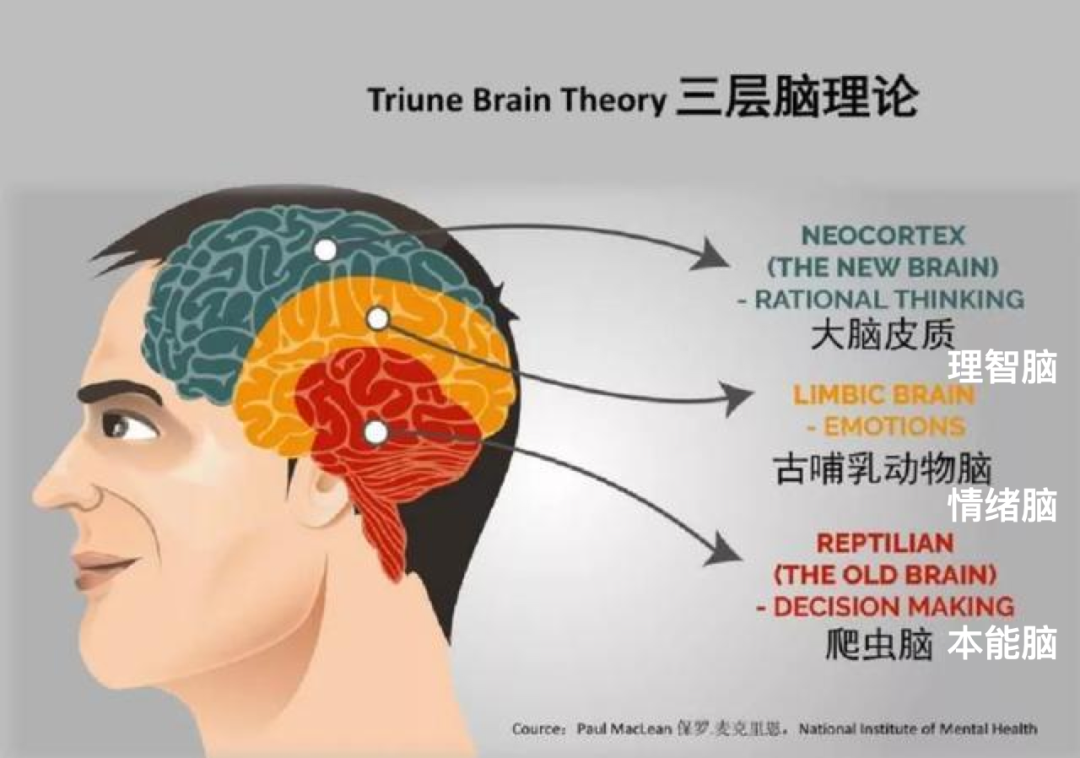 Triune Brain Theory 三层脑理论
NEOCORTEX
(THE NEW BRAIN)
- RATIONAL THINKING
大脑皮质
理智脑
LIMBIC BRAIN
- EMOTIONS
古哺乳动物脑
情绪脑
REPTILIAN
(THE OLD BRAIN)
- DECISION MAKING
爬虫脑 本能脑
Cource： Paul MacLean 保罗.麦克里恩， National Institute of Mental Health